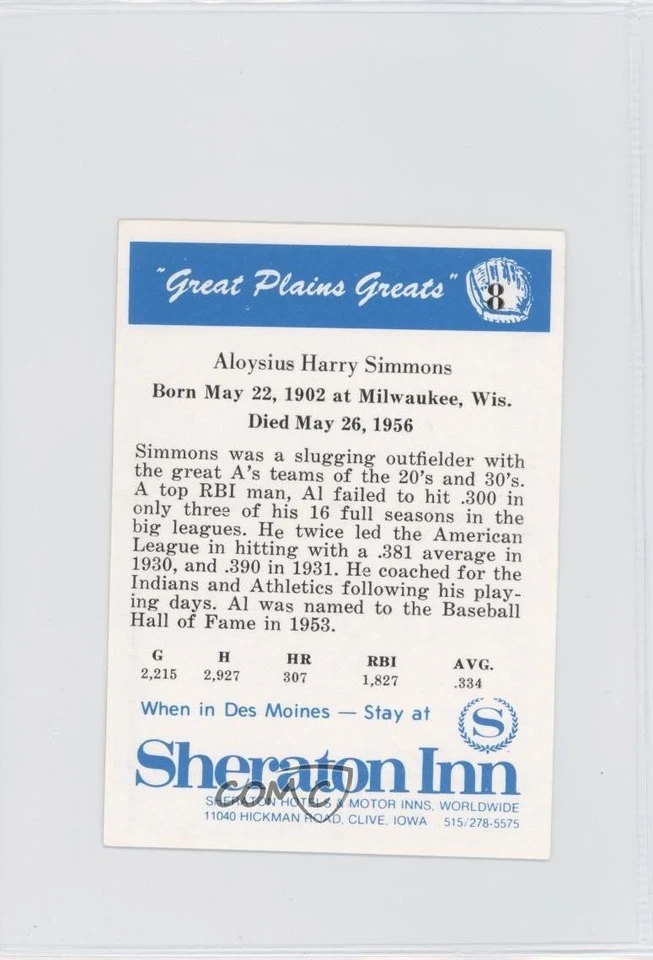 "Great Plains Greats" 8
Aloysius Harry Simmons
Born May 22, 1902 at Milwaukee, Wis.
Died May 26, 1956
Simmons was a slugging outfielder with
the great A's teams of the 20's and 30's.
A top RBI man, Al failed to hit .300 in
only three of his 16 full seasons in the
big leagues. He twice led the American
League in hitting with a .381 average in
1930, and .390 in 1931. He coached for the
Indians and Athletics following his play-
ing days. Al was named to the Baseball
Hall of Fame in 1953.
G H HR RBI AVG.
2,215 2,927 307 1,827 .334
When in Des Moines — Stay at
S
Sheraton Inn
COMC
SHERATON HOTELS & MOTOR INNS, WORLDWIDE
11040 HICKMAN ROAD, CLIVE, IOWA 515/278-5575